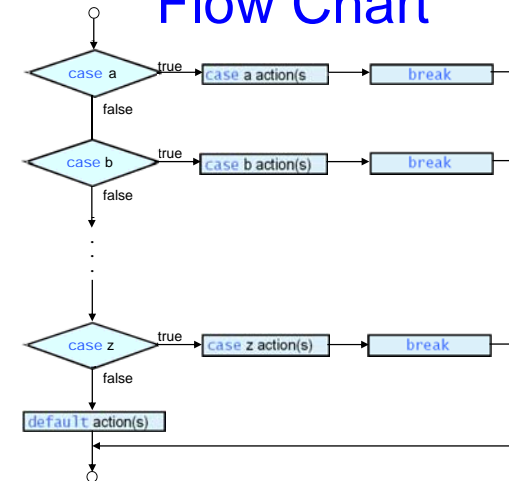 Flow Chart
case a
true
case a action(s
break
false
case b
true
case b action(s)
break
false
.
.
.
case z
true
case z action(s)
break
false
default action(s)